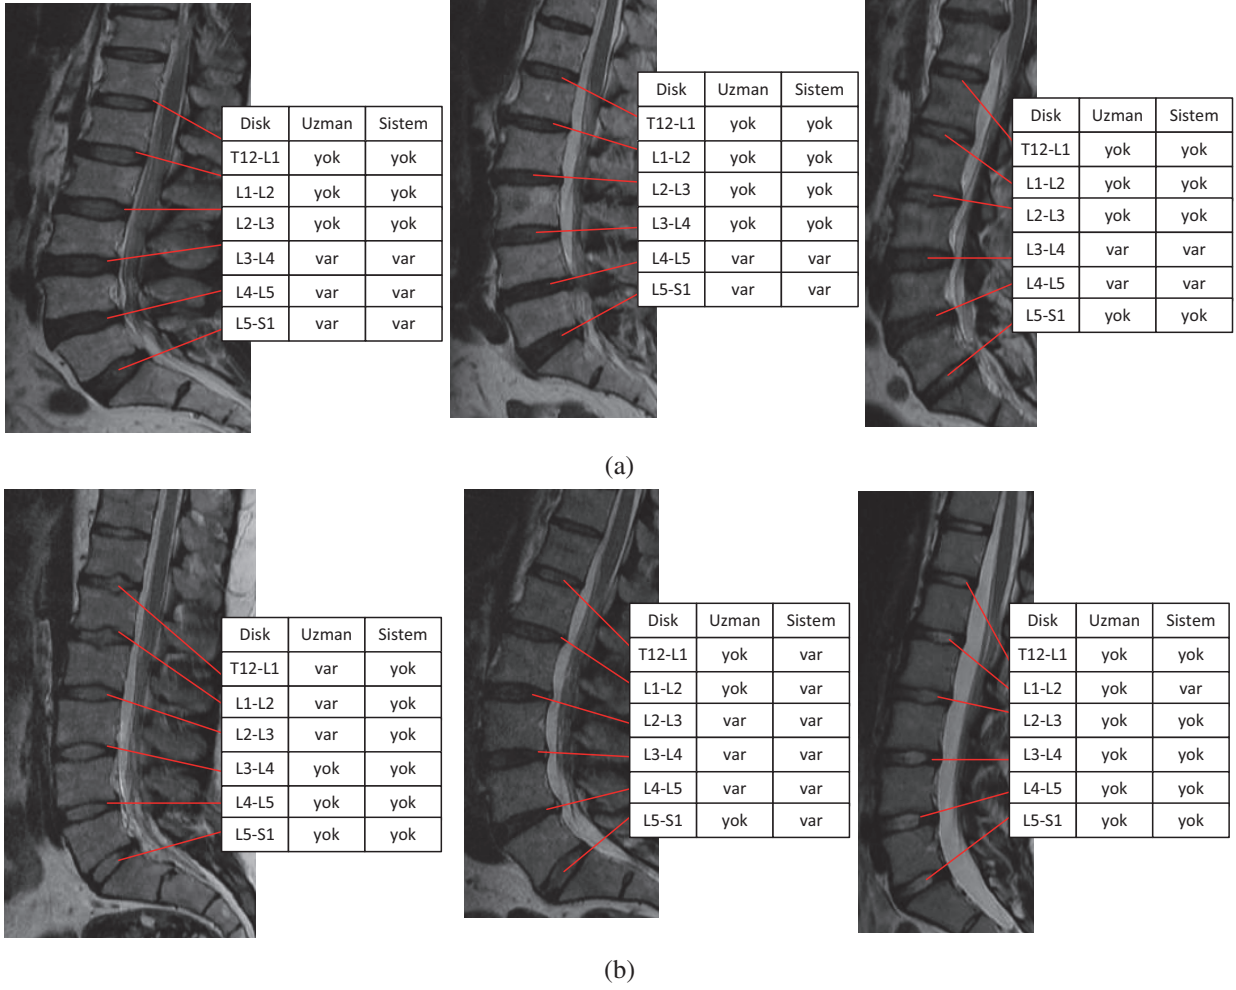 Disk Uzman Sistem
T12-L1 yok yok
L1-L2 yok yok
L2-L3 yok yok
L3-L4 var var
L4-L5 var var
L5-S1 var var
Disk Uzman Sistem
T12-L1 yok yok
L1-L2 yok yok
L2-L3 yok yok
L3-L4 yok yok
L4-L5 var var
L5-S1 var var
Disk Uzman Sistem
T12-L1 yok yok
L1-L2 yok yok
L2-L3 yok yok
L3-L4 var var
L4-L5 var var
L5-S1 yok yok
(a)
Disk Uzman Sistem
T12-L1 var yok
L1-L2 var yok
L2-L3 var yok
L3-L4 yok yok
L4-L5 yok yok
L5-S1 yok yok
Disk Uzman Sistem
T12-L1 yok var
L1-L2 yok var
L2-L3 var var
L3-L4 var var
L4-L5 var var
L5-S1 yok var
Disk Uzman Sistem
T12-L1 yok yok
L1-L2 yok var
L2-L3 yok yok
L3-L4 yok yok
L4-L5 yok yok
L5-S1 yok yok
(b)